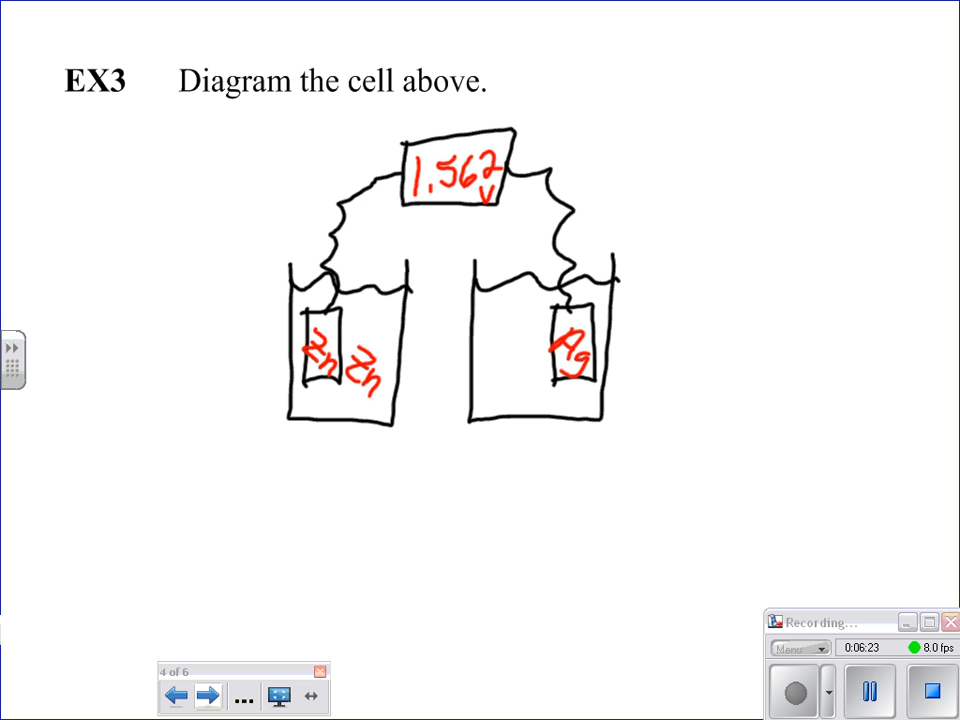 EX3 Diagram the cell above.
1.562
V
Zn
Zn
Ag
Recording...
Menu
0:06:23
8.0 fps
4 of 6
...